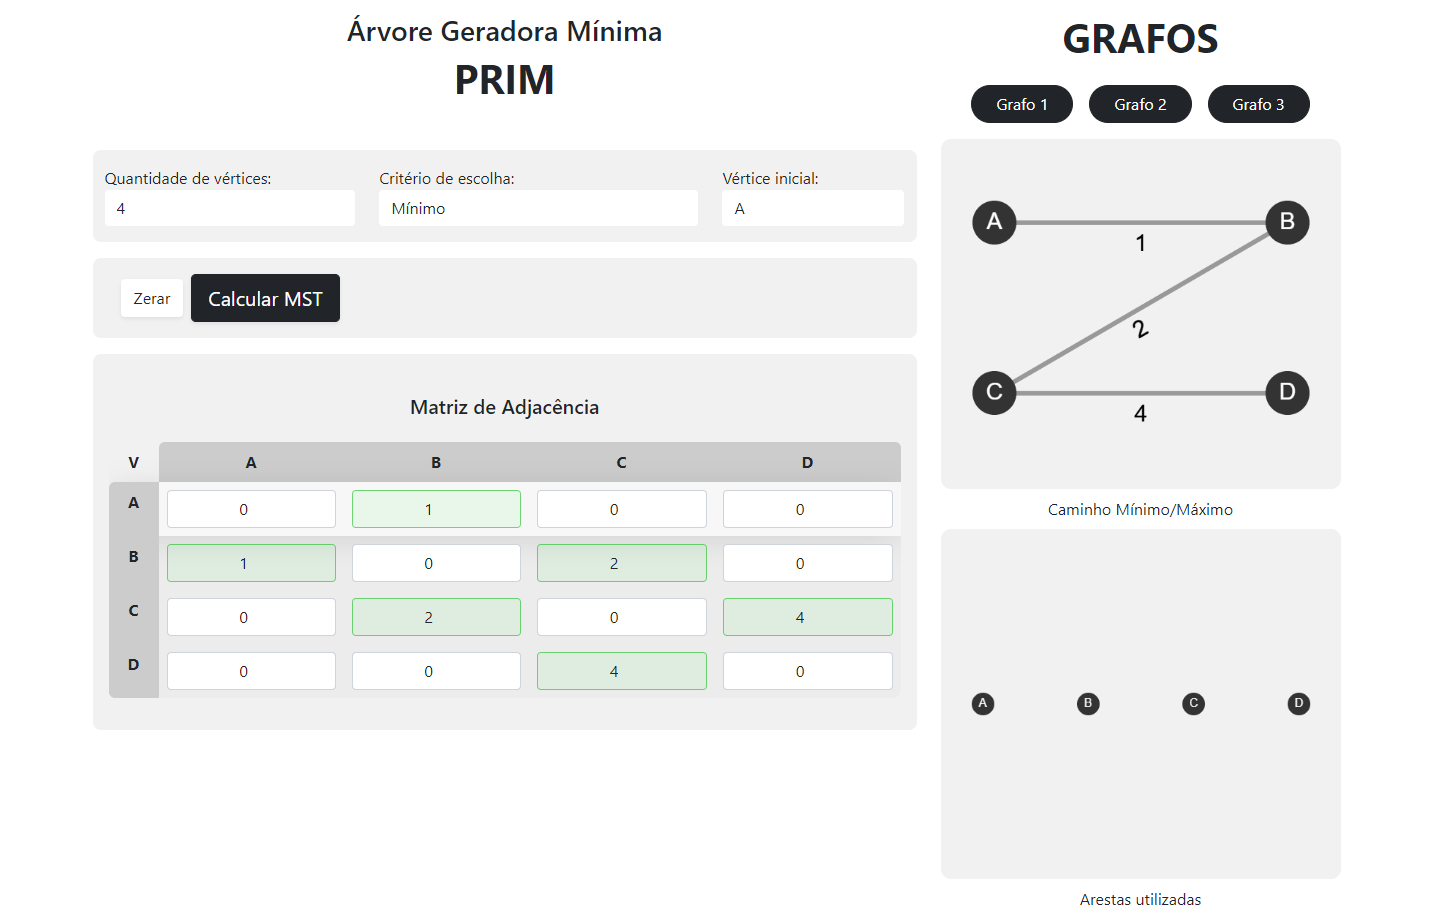 Árvore Geradora Mínima
PRIM
Quantidade de vértices:
4
Critério de escolha:
Mínimo
Vértice inicial:
A
Zerar
Calcular MST
Matriz de Adjacência
V A B C D
A 0 1 0 0
B 1 0 2 0
C 0 2 0 4
D 0 0 4 0
GRAFOS
Grafo 1 Grafo 2 Grafo 3
A B
1
2
C D
4
Caminho Mínimo/Máximo
A B C D
Arestas utilizadas